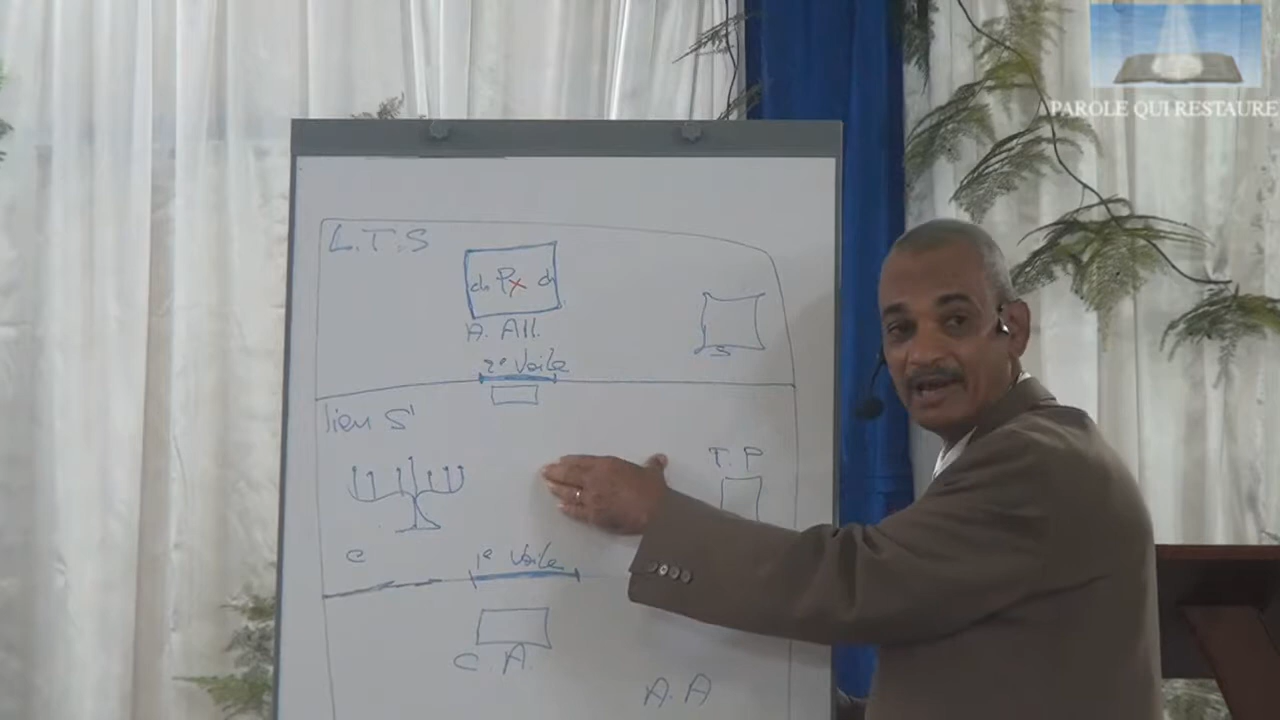 PAROLE QUI RESTAURE
L.T.S
A. All.
S
2e Voile
lieu S
T.P
C
1e Voile
C.A.
A.A